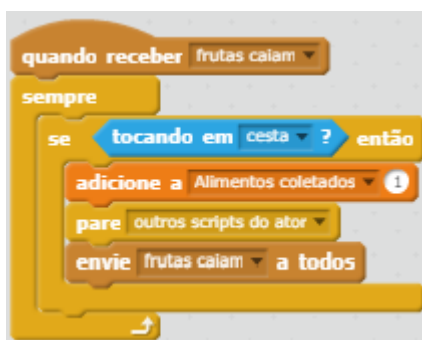 quando receber frutas caiam
sempre
se tocando em cesta ? então
adicione a Alimentos coletados 1
pare outros scripts do ator
envie frutas caiam a todos